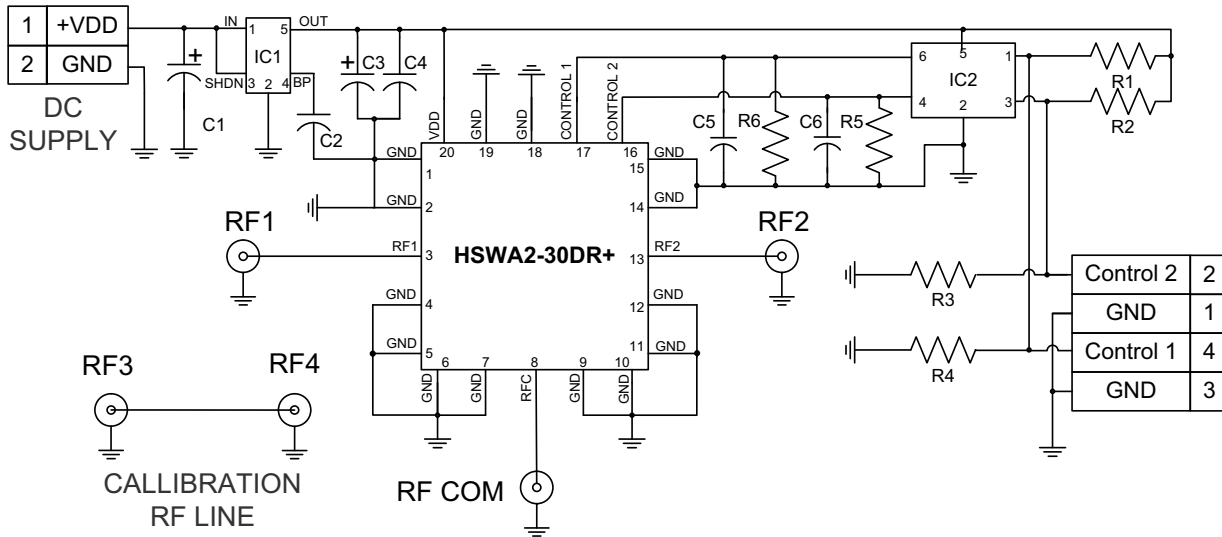 1 +VDD
2 GND
DC
SUPPLY
C1
IN
OUT
1 5
IC1
SHDN 3 2 4 BP
C2
C3
C4
VDD
GND
GND
CONTROL 1
CONTROL 2
20 19 18 17 16
C5
R6
C6
R5
6 5 1
IC2
4 2 3
R1
R2
GND
1
GND
2
RF1
RF1
3
GND
4
GND
5
HSWA2-30DR+
GND
15
14
GND
RF2
13
RF2
12
GND
11
GND
6 7 8 9 10
GND
GND
RFC
GND
GND
RF COM
RF3
RF4
CALLIBRATION
RF LINE
R3
R4
Control 2 2
GND 1
Control 1 4
GND 3